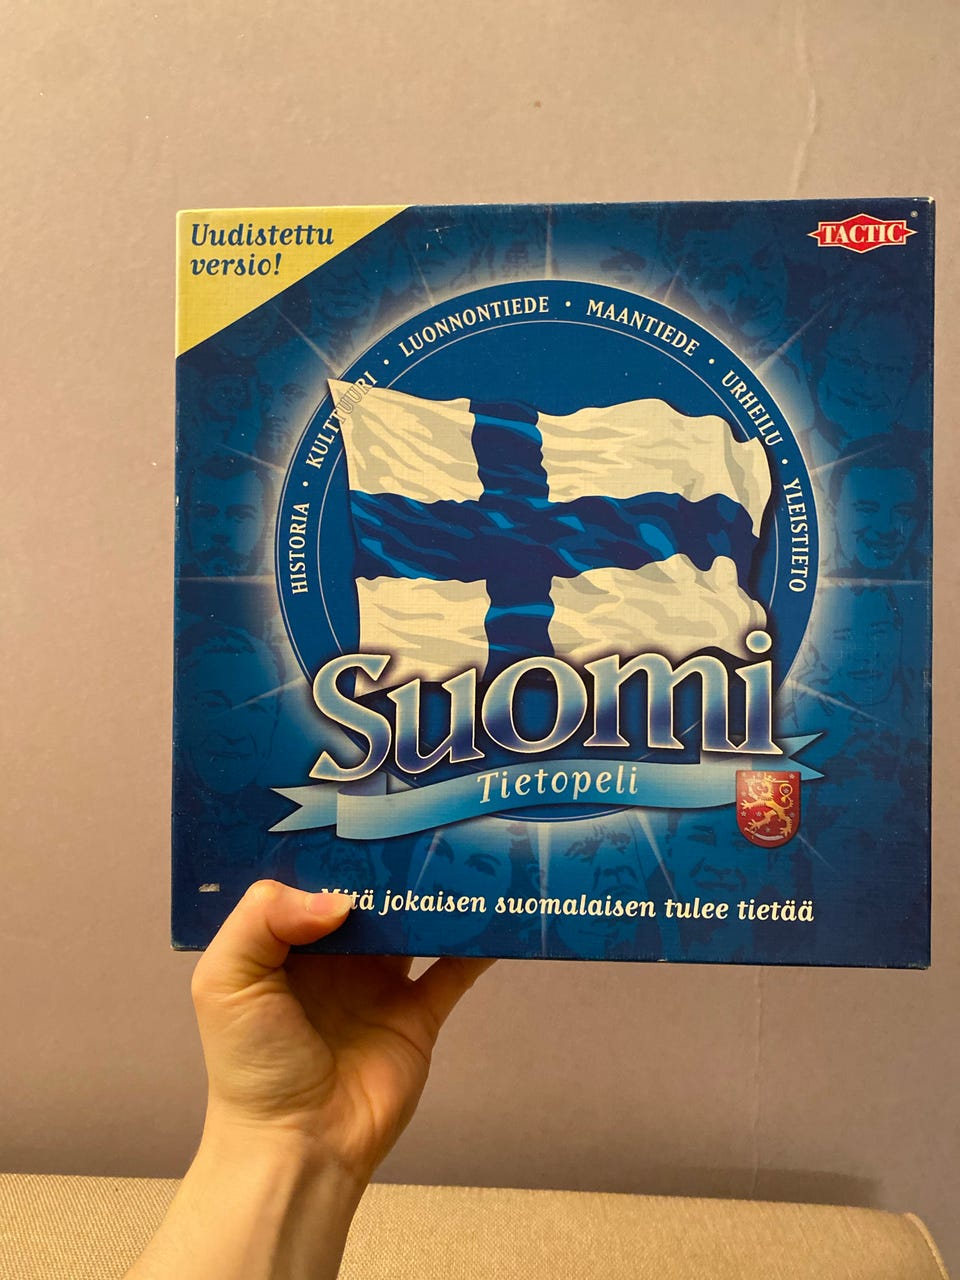 Uudistettu
versio!
TACTIC
®
HISTORIA • KULTTUURI • LUONNONTIEDE • MAANTIEDE • URHEILU • YLEISTIETO
Suomi
Tietopeli
Mitä jokaisen suomalaisen tulee tietää